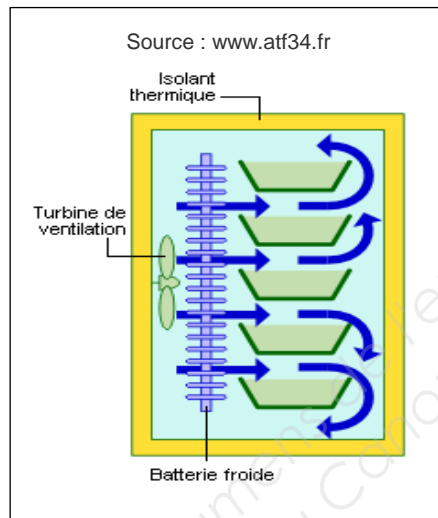 Source : www.atf34.fr
Isolant
thermique
Turbine de
ventilation
Batterie froide